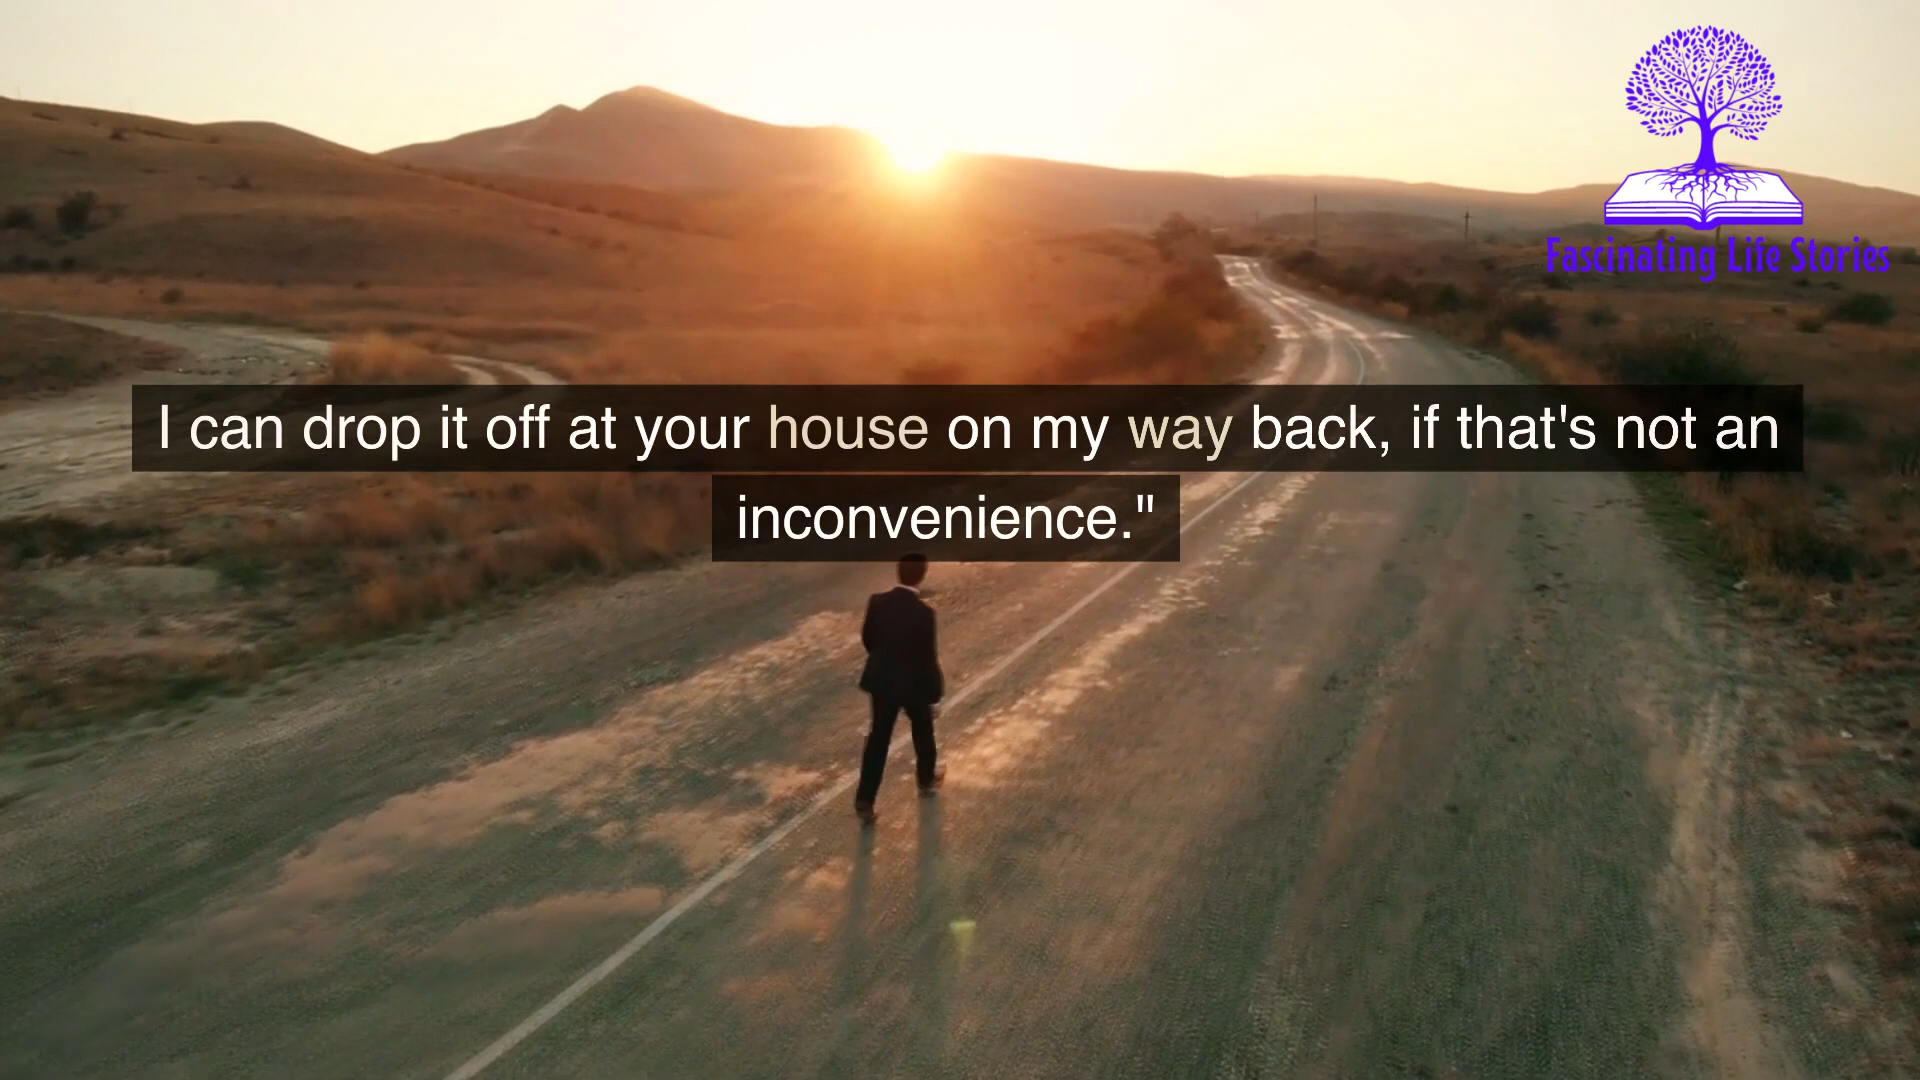 Fascinating Life Stories
I can drop it off at your house on my way back, if that's not an
inconvenience."